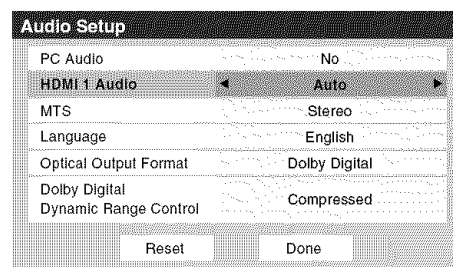 Audio Setup
PC Audio No
HDMI 1 Audio Auto
MTS Stereo
Language English
Optical Output Format Dolby Digital
Dolby Digital
Dynamic Range Control Compressed
Reset Done